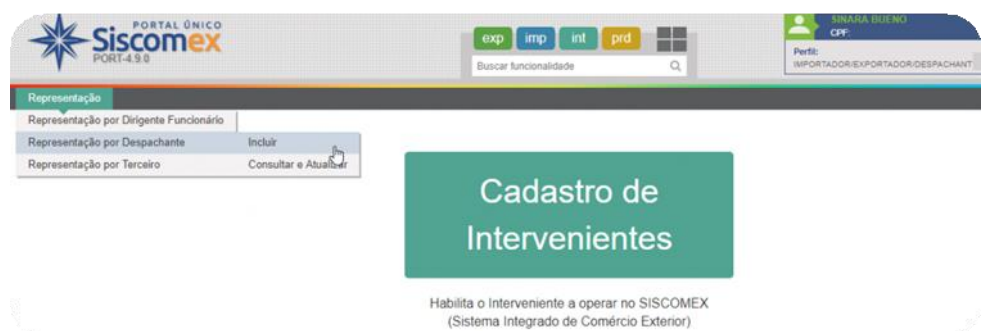 PORTAL ÚNICO
Siscomex
PORT-4.9.0
exp imp int prd
Buscar funcionalidade
SINARA BUENO
CPF:
Perfil:
IMPORTADOR/EXPORTADOR/DESPACHANT
Representação
Representação por Dirigente Funcionário
Representação por Despachante Incluir
Representação por Terceiro Consultar e Atualizar
Cadastro de
Intervenientes
Habilita o Interveniente a operar no SISCOMEX
(Sistema Integrado de Comércio Exterior)